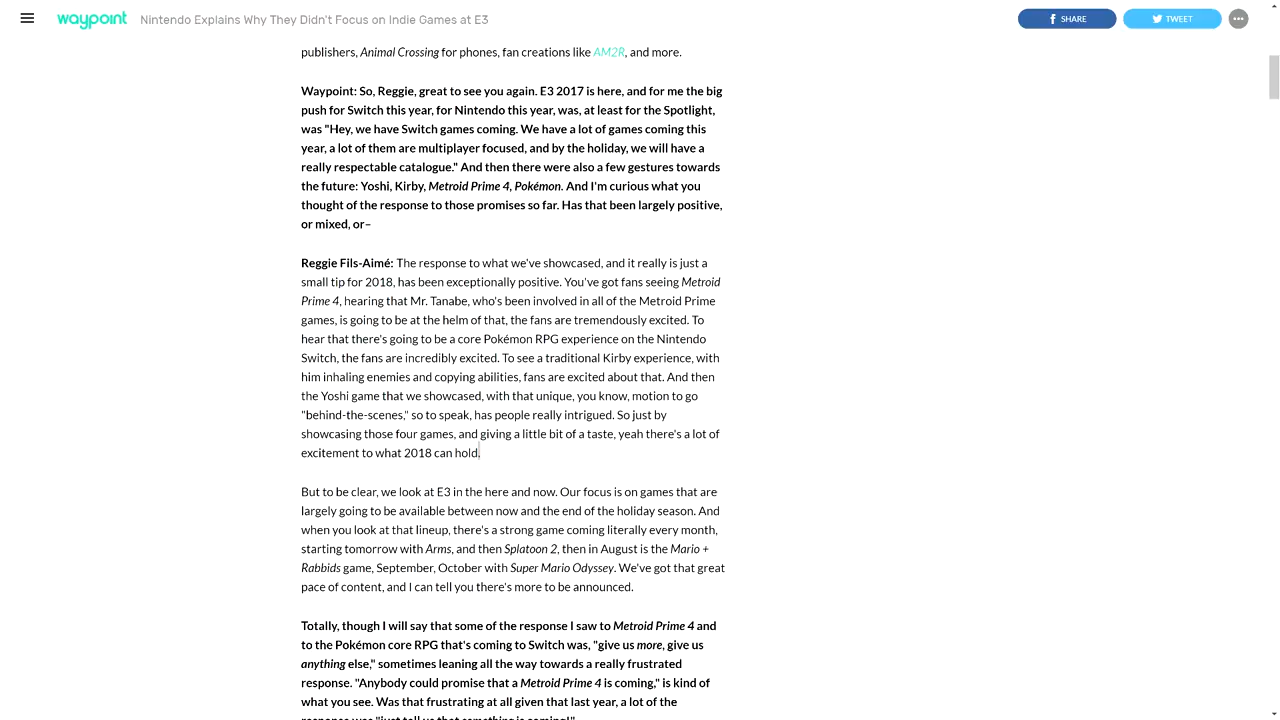 waypoint
Nintendo Explains Why They Didn't Focus on Indie Games at E3
SHARE
TWEET
publishers, Animal Crossing for phones, fan creations like AM2R, and more.
Waypoint: So, Reggie, great to see you again. E3 2017 is here, and for me the big
push for Switch this year, for Nintendo this year, was, at least for the Spotlight,
was "Hey, we have Switch games coming. We have a lot of games coming this
year, a lot of them are multiplayer focused, and by the holiday, we will have a
really respectable catalogue." And then there were also a few gestures towards
the future: Yoshi, Kirby, Metroid Prime 4, Pokémon. And I'm curious what you
thought of the response to those promises so far. Has that been largely positive,
or mixed, or–
Reggie Fils-Aimé: The response to what we've showcased, and it really is just a
small tip for 2018, has been exceptionally positive. You've got fans seeing Metroid
Prime 4, hearing that Mr. Tanabe, who's been involved in all of the Metroid Prime
games, is going to be at the helm of that, the fans are tremendously excited. To
hear that there's going to be a core Pokémon RPG experience on the Nintendo
Switch, the fans are incredibly excited. To see a traditional Kirby experience, with
him inhaling enemies and copying abilities, fans are excited about that. And then
the Yoshi game that we showcased, with that unique, you know, motion to go
"behind-the-scenes," so to speak, has people really intrigued. So just by
showcasing those four games, and giving a little bit of a taste, yeah there's a lot of
excitement to what 2018 can hold.
But to be clear, we look at E3 in the here and now. Our focus is on games that are
largely going to be available between now and the end of the holiday season. And
when you look at that lineup, there's a strong game coming literally every month,
starting tomorrow with Arms, and then Splatoon 2, then in August is the Mario +
Rabbids game, September, October with Super Mario Odyssey. We've got that great
pace of content, and I can tell you there's more to be announced.
Totally, though I will say that some of the response I saw to Metroid Prime 4 and
to the Pokémon core RPG that's coming to Switch was, "give us more, give us
anything else," sometimes leaning all the way towards a really frustrated
response. "Anybody could promise that a Metroid Prime 4 is coming," is kind of
what you see. Was that frustrating at all given that last year, a lot of the
response was "just tell us that something is coming!"